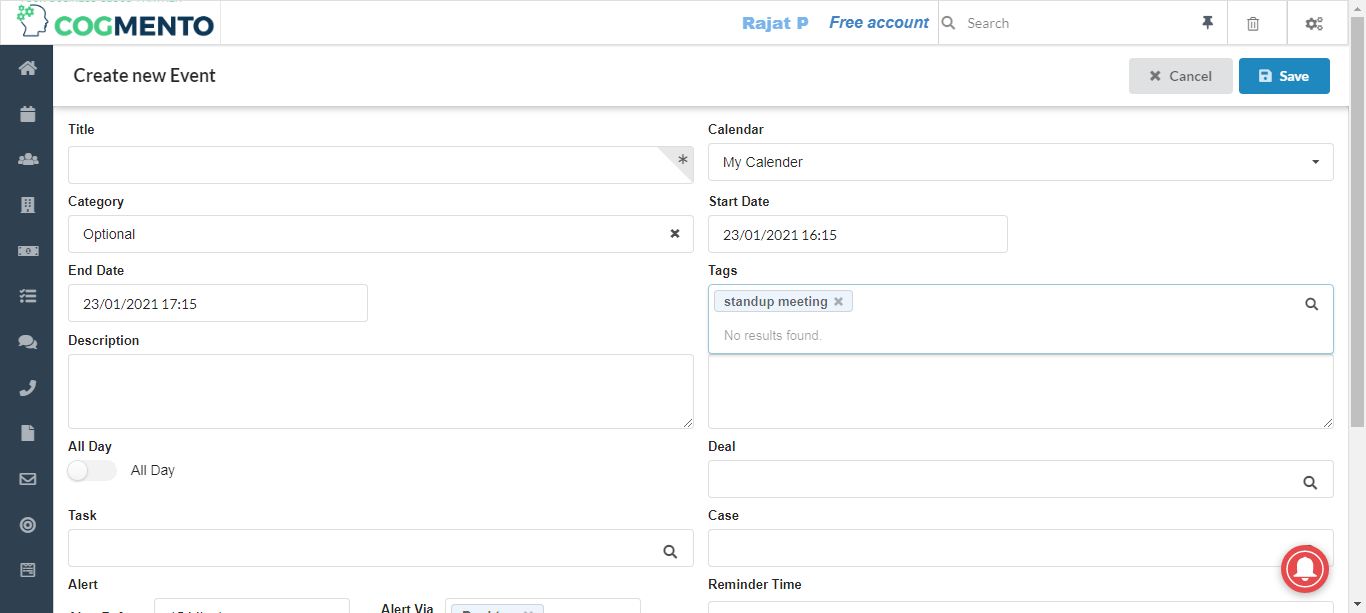 COGMENTO
Rajat P
Free account
Search
Create new Event
Cancel
Save
Title
*
Calendar
My Calender
Category
Optional
Start Date
23/01/2021 16:15
End Date
23/01/2021 17:15
Tags
standup meeting
No results found.
Description
All Day
All Day
Deal
Task
Case
Alert
Reminder Time
Alert Via